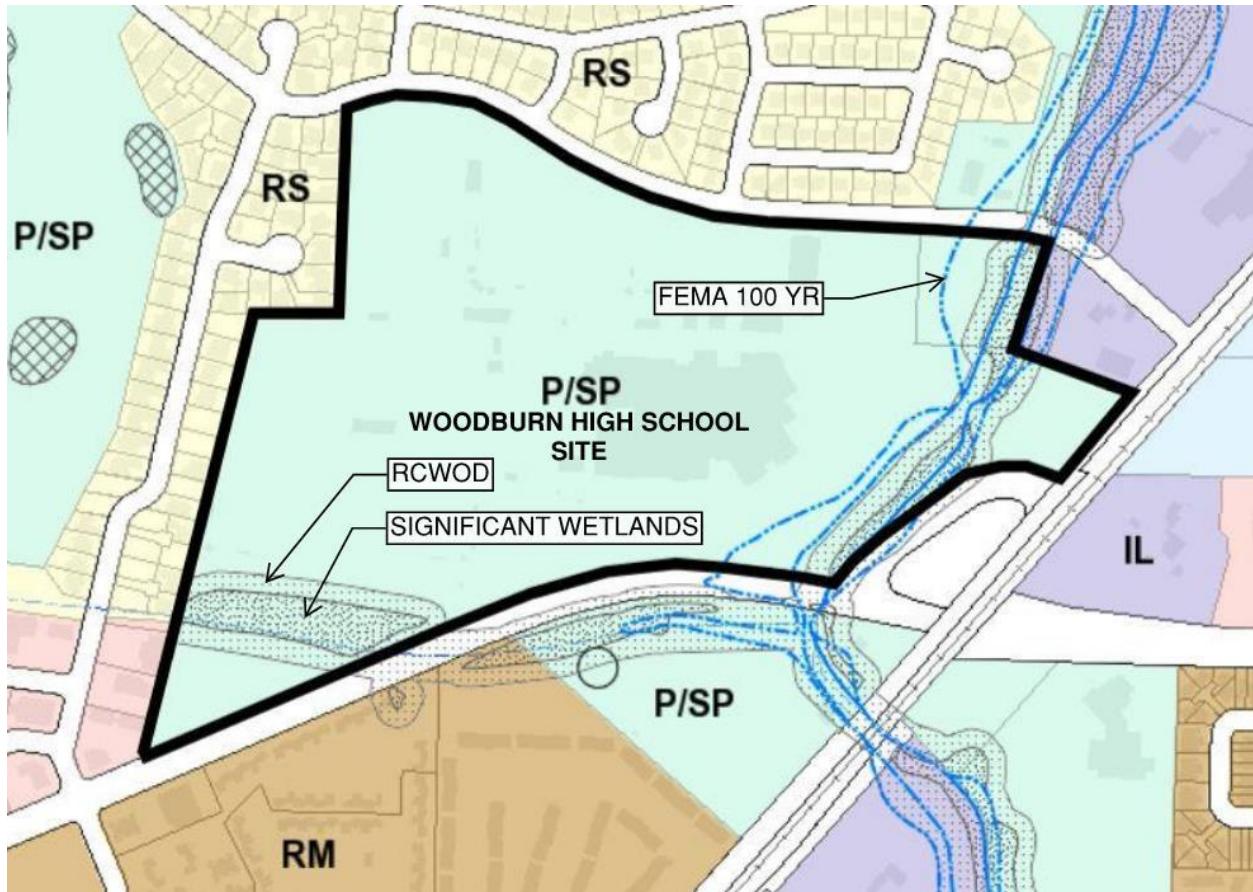 RS
RS
P/SP
FEMA 100 YR
P/SP
WOODBURN HIGH SCHOOL
SITE
RCWOD
SIGNIFICANT WETLANDS
IL
P/SP
RM